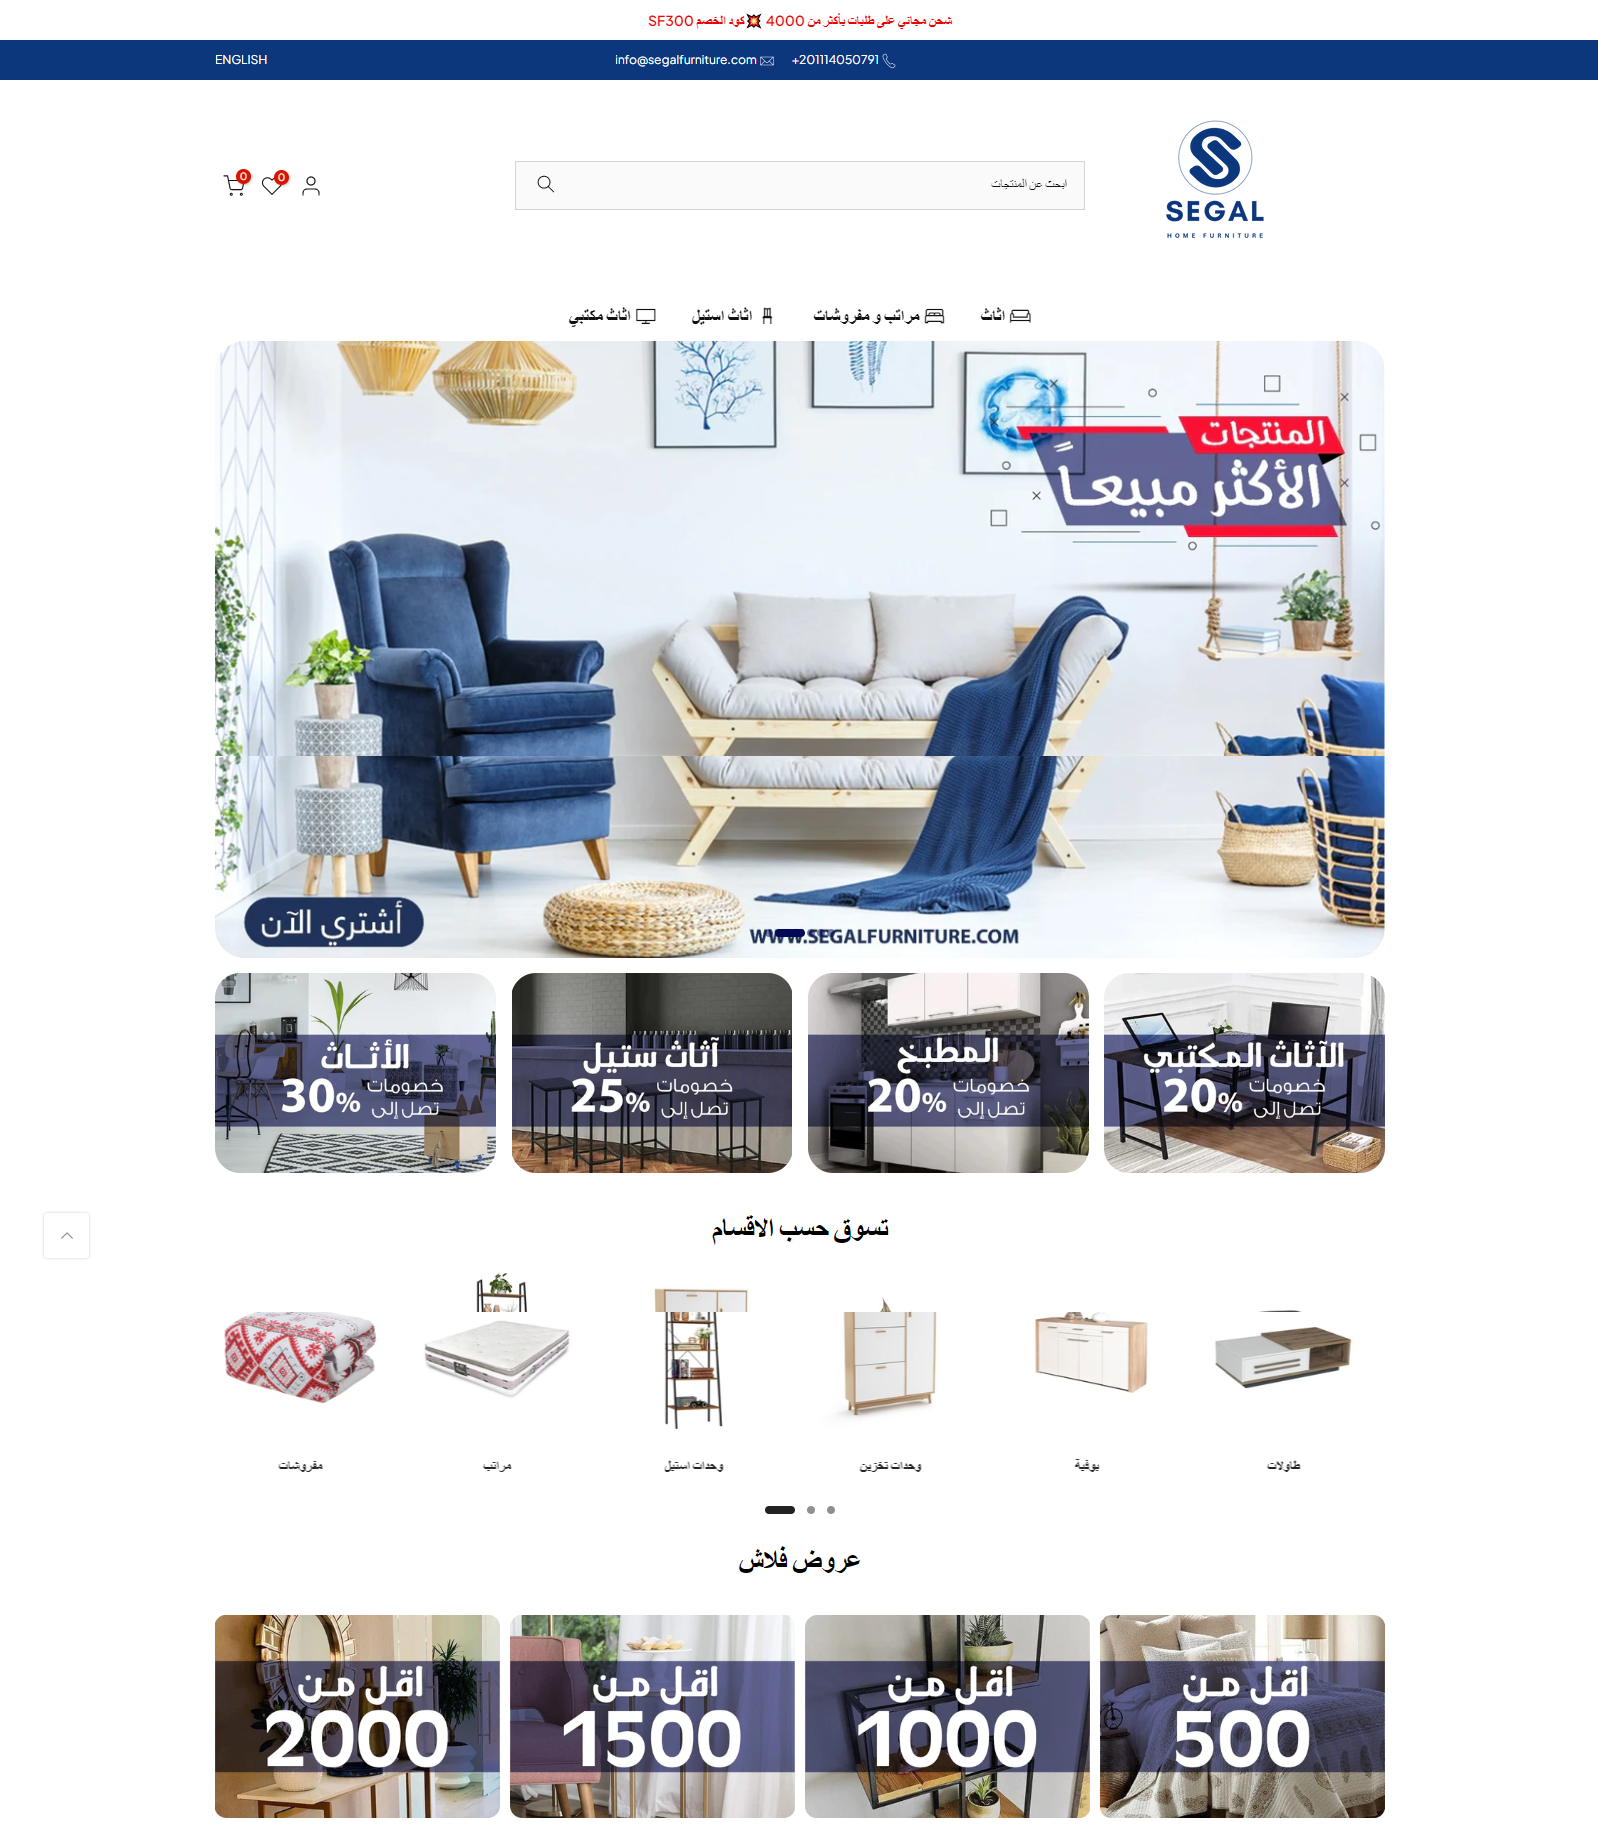 شحن مجاني على طلبات بأكثر من 4000 💥 كود الخصم SF300
+201114050791
info@segalfurniture.com
ENGLISH
SEGAL
HOME FURNITURE
ابحث عن المنتجات
0
0
اثاث
مراتب و مفروشات
اثاث استيل
اثاث مكتبي
المنتجات
الأكثر مبيعاً
أشتري الآن
WWW.SEGALFURNITURE.COM
الآثاث المكتبي
خصومات
تصل إلى
20%
المطبخ
خصومات
تصل إلى
20%
آثاث ستيل
خصومات
تصل إلى
25%
الأثاث
خصومات
تصل إلى
30%
تسوق حسب الاقسام
طاولات
بوفية
وحدات تخزين
وحدات استيل
مراتب
مفروشات
عروض فلاش
اقل من
500
اقل من
1000
اقل من
1500
اقل من
2000